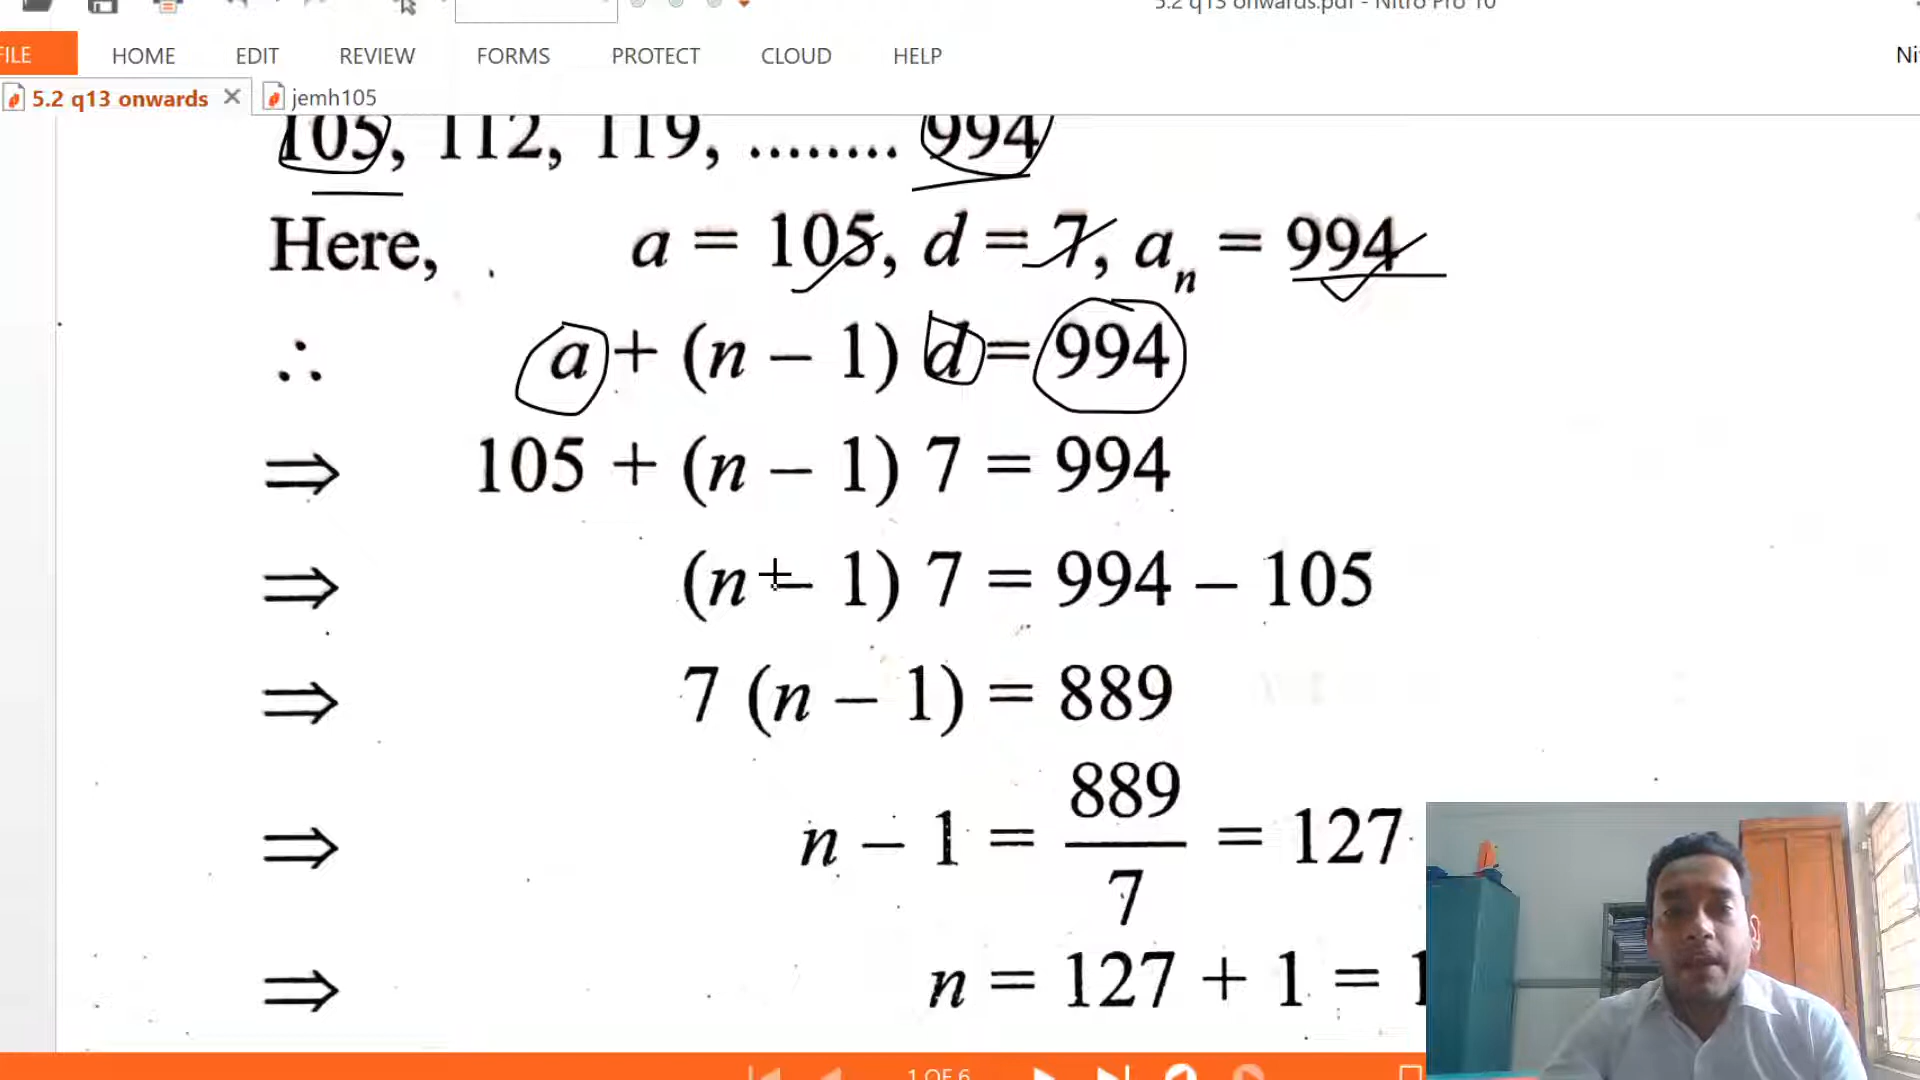 5.2 q13 onwards.pdf - Nitro Pro 10
FILE HOME EDIT REVIEW FORMS PROTECT CLOUD HELP
5.2 q13 onwards jemh105
105, 112, 119, ........ 994
Here, a = 105, d = 7, aₙ = 994
∴ a + (n – 1) d = 994
⇒ 105 + (n – 1) 7 = 994
⇒ (n – 1) 7 = 994 – 105
⇒ 7 (n – 1) = 889
⇒ n – 1 = 889/7 = 127
⇒ n = 127 + 1 =
1 OF 6